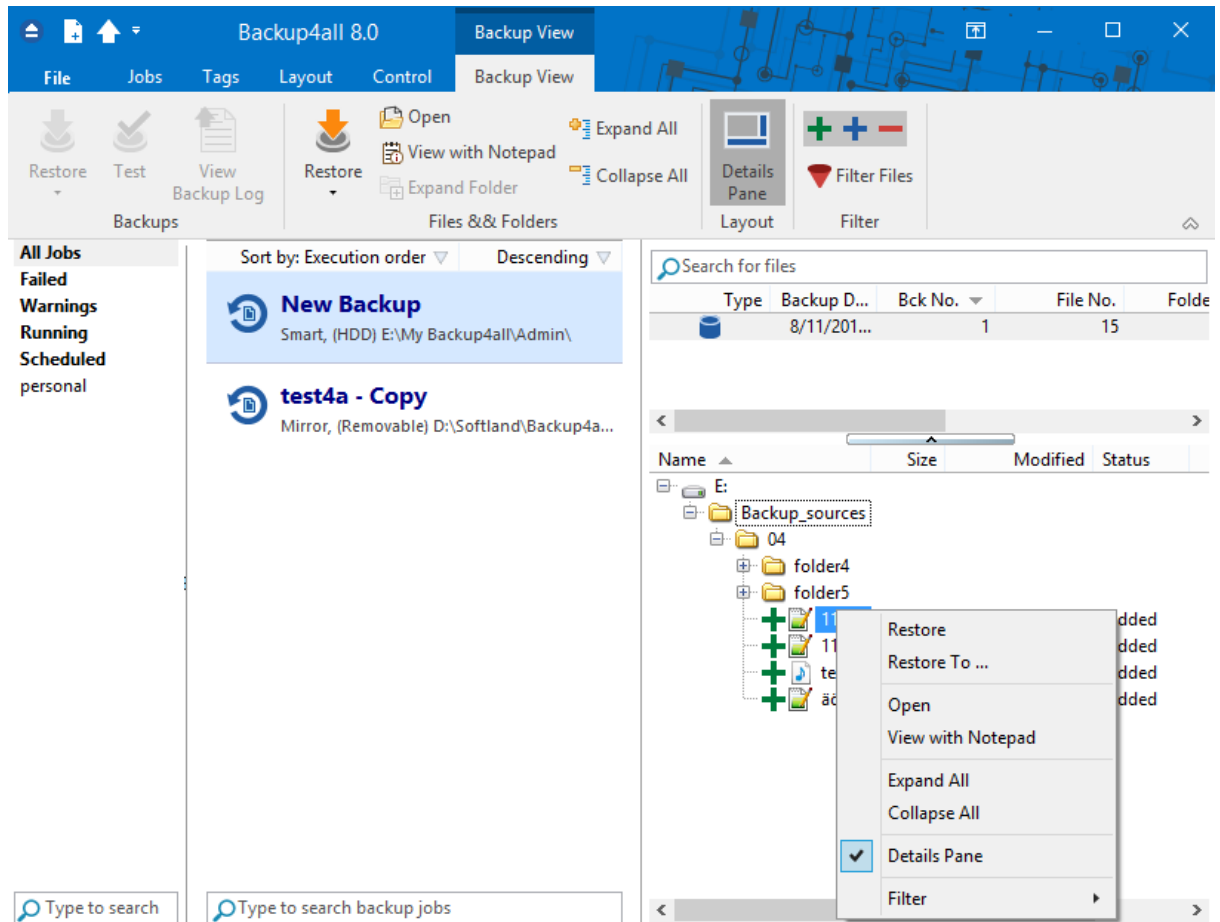 Backup4all 8.0
Backup View
File Jobs Tags Layout Control Backup View
Restore
Test
View Backup Log
Backups
Restore
Open
View with Notepad
Expand Folder
Expand All
Collapse All
Files && Folders
Details Pane
Layout
Filter Files
Filter
All Jobs
Failed
Warnings
Running
Scheduled
personal
Type to search
Sort by: Execution order Descending
New Backup
Smart, (HDD) E:\My Backup4all\Admin\
test4a - Copy
Mirror, (Removable) D:\Softland\Backup4a...
Type to search backup jobs
Search for files
Type Backup D... Bck No. File No. Folde
8/11/201... 1 15
Name Size Modified Status
E:
Backup_sources
04
folder4
folder5
11 dded
11 dded
te dded
äö dded
Restore
Restore To ...
Open
View with Notepad
Expand All
Collapse All
Details Pane
Filter